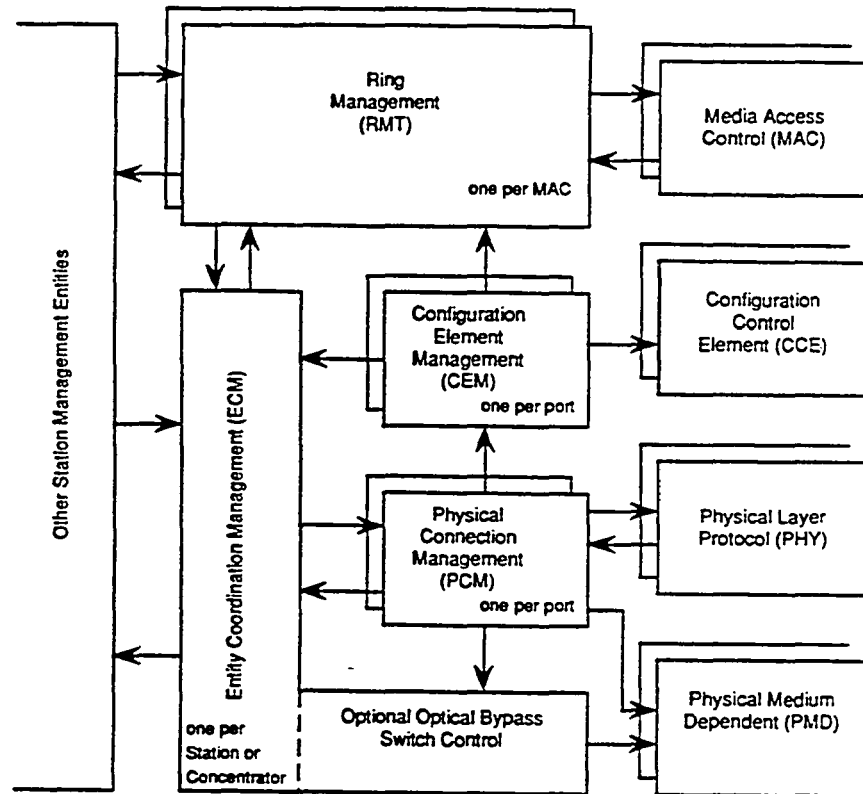 Other Station Management Entities
Ring
Management
(RMT)
one per MAC
Media Access
Control (MAC)
Entity Coordination Management (ECM)
one per
Station or
Concentrator
Configuration
Element
Management
(CEM)
one per port
Configuration
Control
Element (CCE)
Physical
Connection
Management
(PCM)
one per port
Physical Layer
Protocol (PHY)
Optional Optical Bypass
Switch Control
Physical Medium
Dependent (PMD)